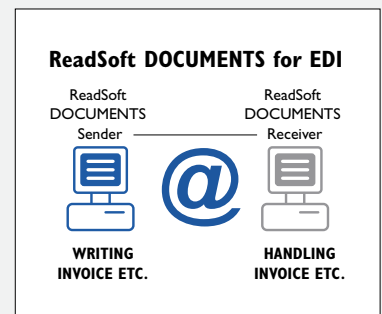 ReadSoft DOCUMENTS for EDI
ReadSoft
DOCUMENTS
Sender
ReadSoft
DOCUMENTS
Receiver
@
WRITING
INVOICE ETC.
HANDLING
INVOICE ETC.